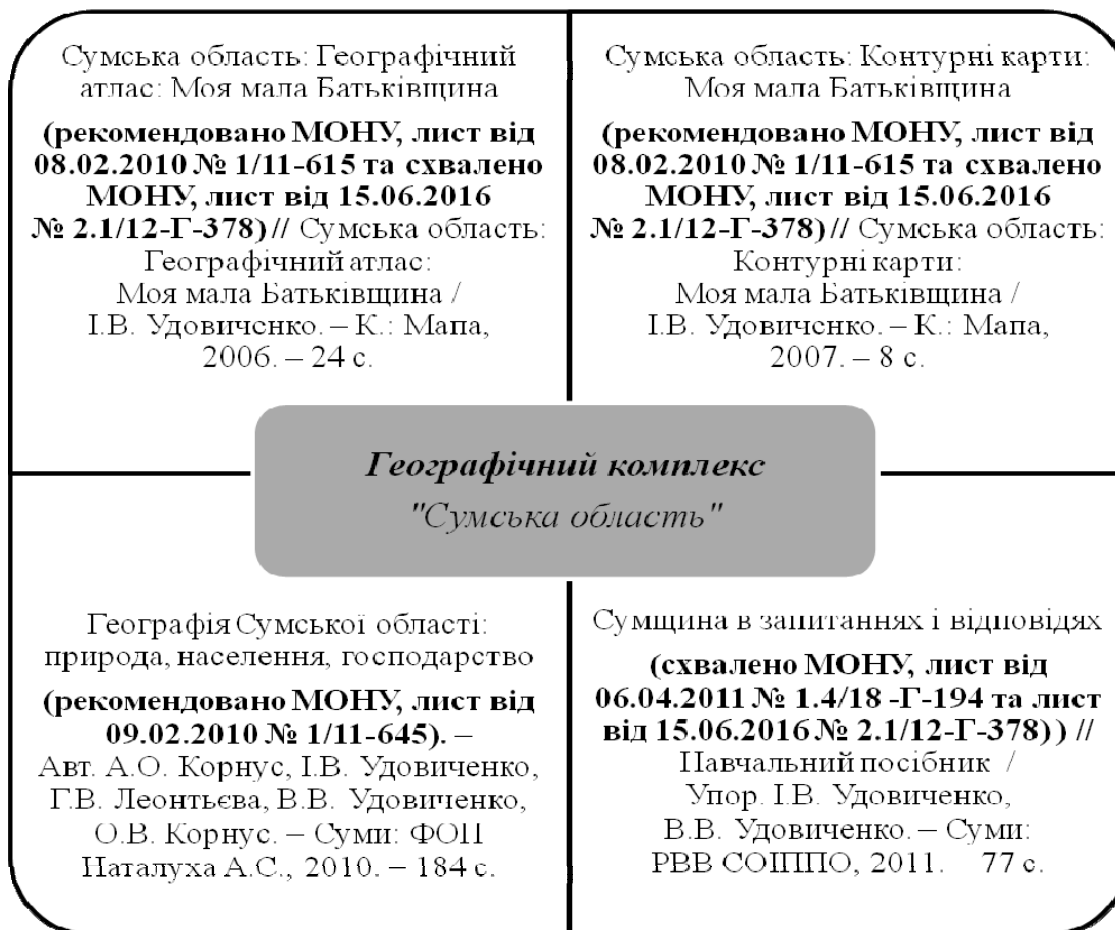 Сумська область: Географічний
атлас: Моя мала Батьківщина
(рекомендовано МОНУ, лист від
08.02.2010 № 1/11-615 та схвалено
МОНУ, лист від 15.06.2016
№ 2.1/12-Г-378) // Сумська область:
Географічний атлас:
Моя мала Батьківщина /
І.В. Удовиченко. – К.: Мапа,
2006. – 24 с.
Сумська область: Контурні карти:
Моя мала Батьківщина
(рекомендовано МОНУ, лист від
08.02.2010 № 1/11-615 та схвалено
МОНУ, лист від 15.06.2016
№ 2.1/12-Г-378) // Сумська область:
Контурні карти:
Моя мала Батьківщина /
І.В. Удовиченко. – К.: Мапа,
2007. – 8 с.
Географічний комплекс
"Сумська область"
Географія Сумської області:
природа, населення, господарство
(рекомендовано МОНУ, лист від
09.02.2010 № 1/11-645). –
Авт. А.О. Корнус, І.В. Удовиченко,
Г.В. Леонтьєва, В.В. Удовиченко,
О.В. Корнус. – Суми: ФОП
Наталуха А.С., 2010. – 184 с.
Сумщина в запитаннях і відповідях
(схвалено МОНУ, лист від
06.04.2011 № 1.4/18 -Г-194 та лист
від 15.06.2016 № 2.1/12-Г-378) ) //
Навчальний посібник /
Упор. І.В. Удовиченко,
В.В. Удовиченко. – Суми:
РВВ СОІППО, 2011. 77 с.